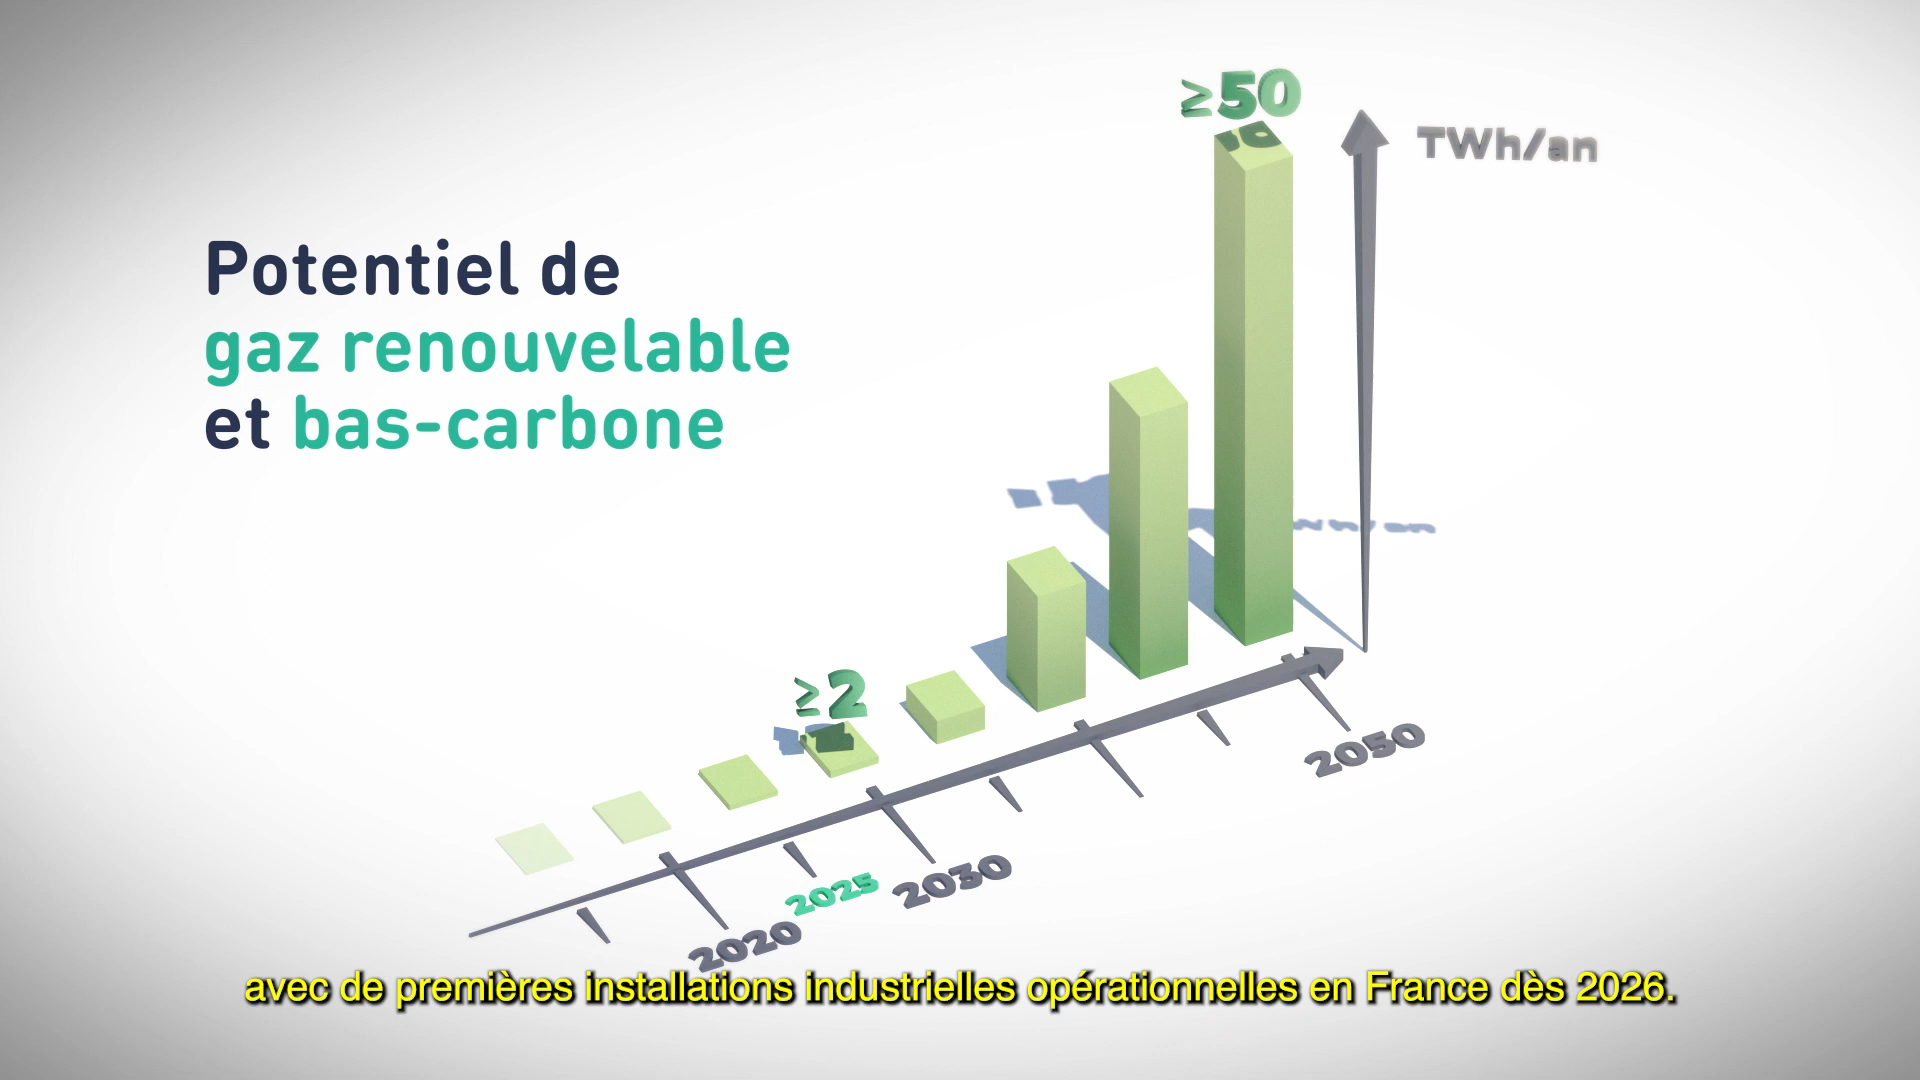 Potentiel de
gaz renouvelable
et bas-carbone
≥50
TWh/an
≥2
2050
2030
2025
2020
avec de premières installations industrielles opérationnelles en France dès 2026.